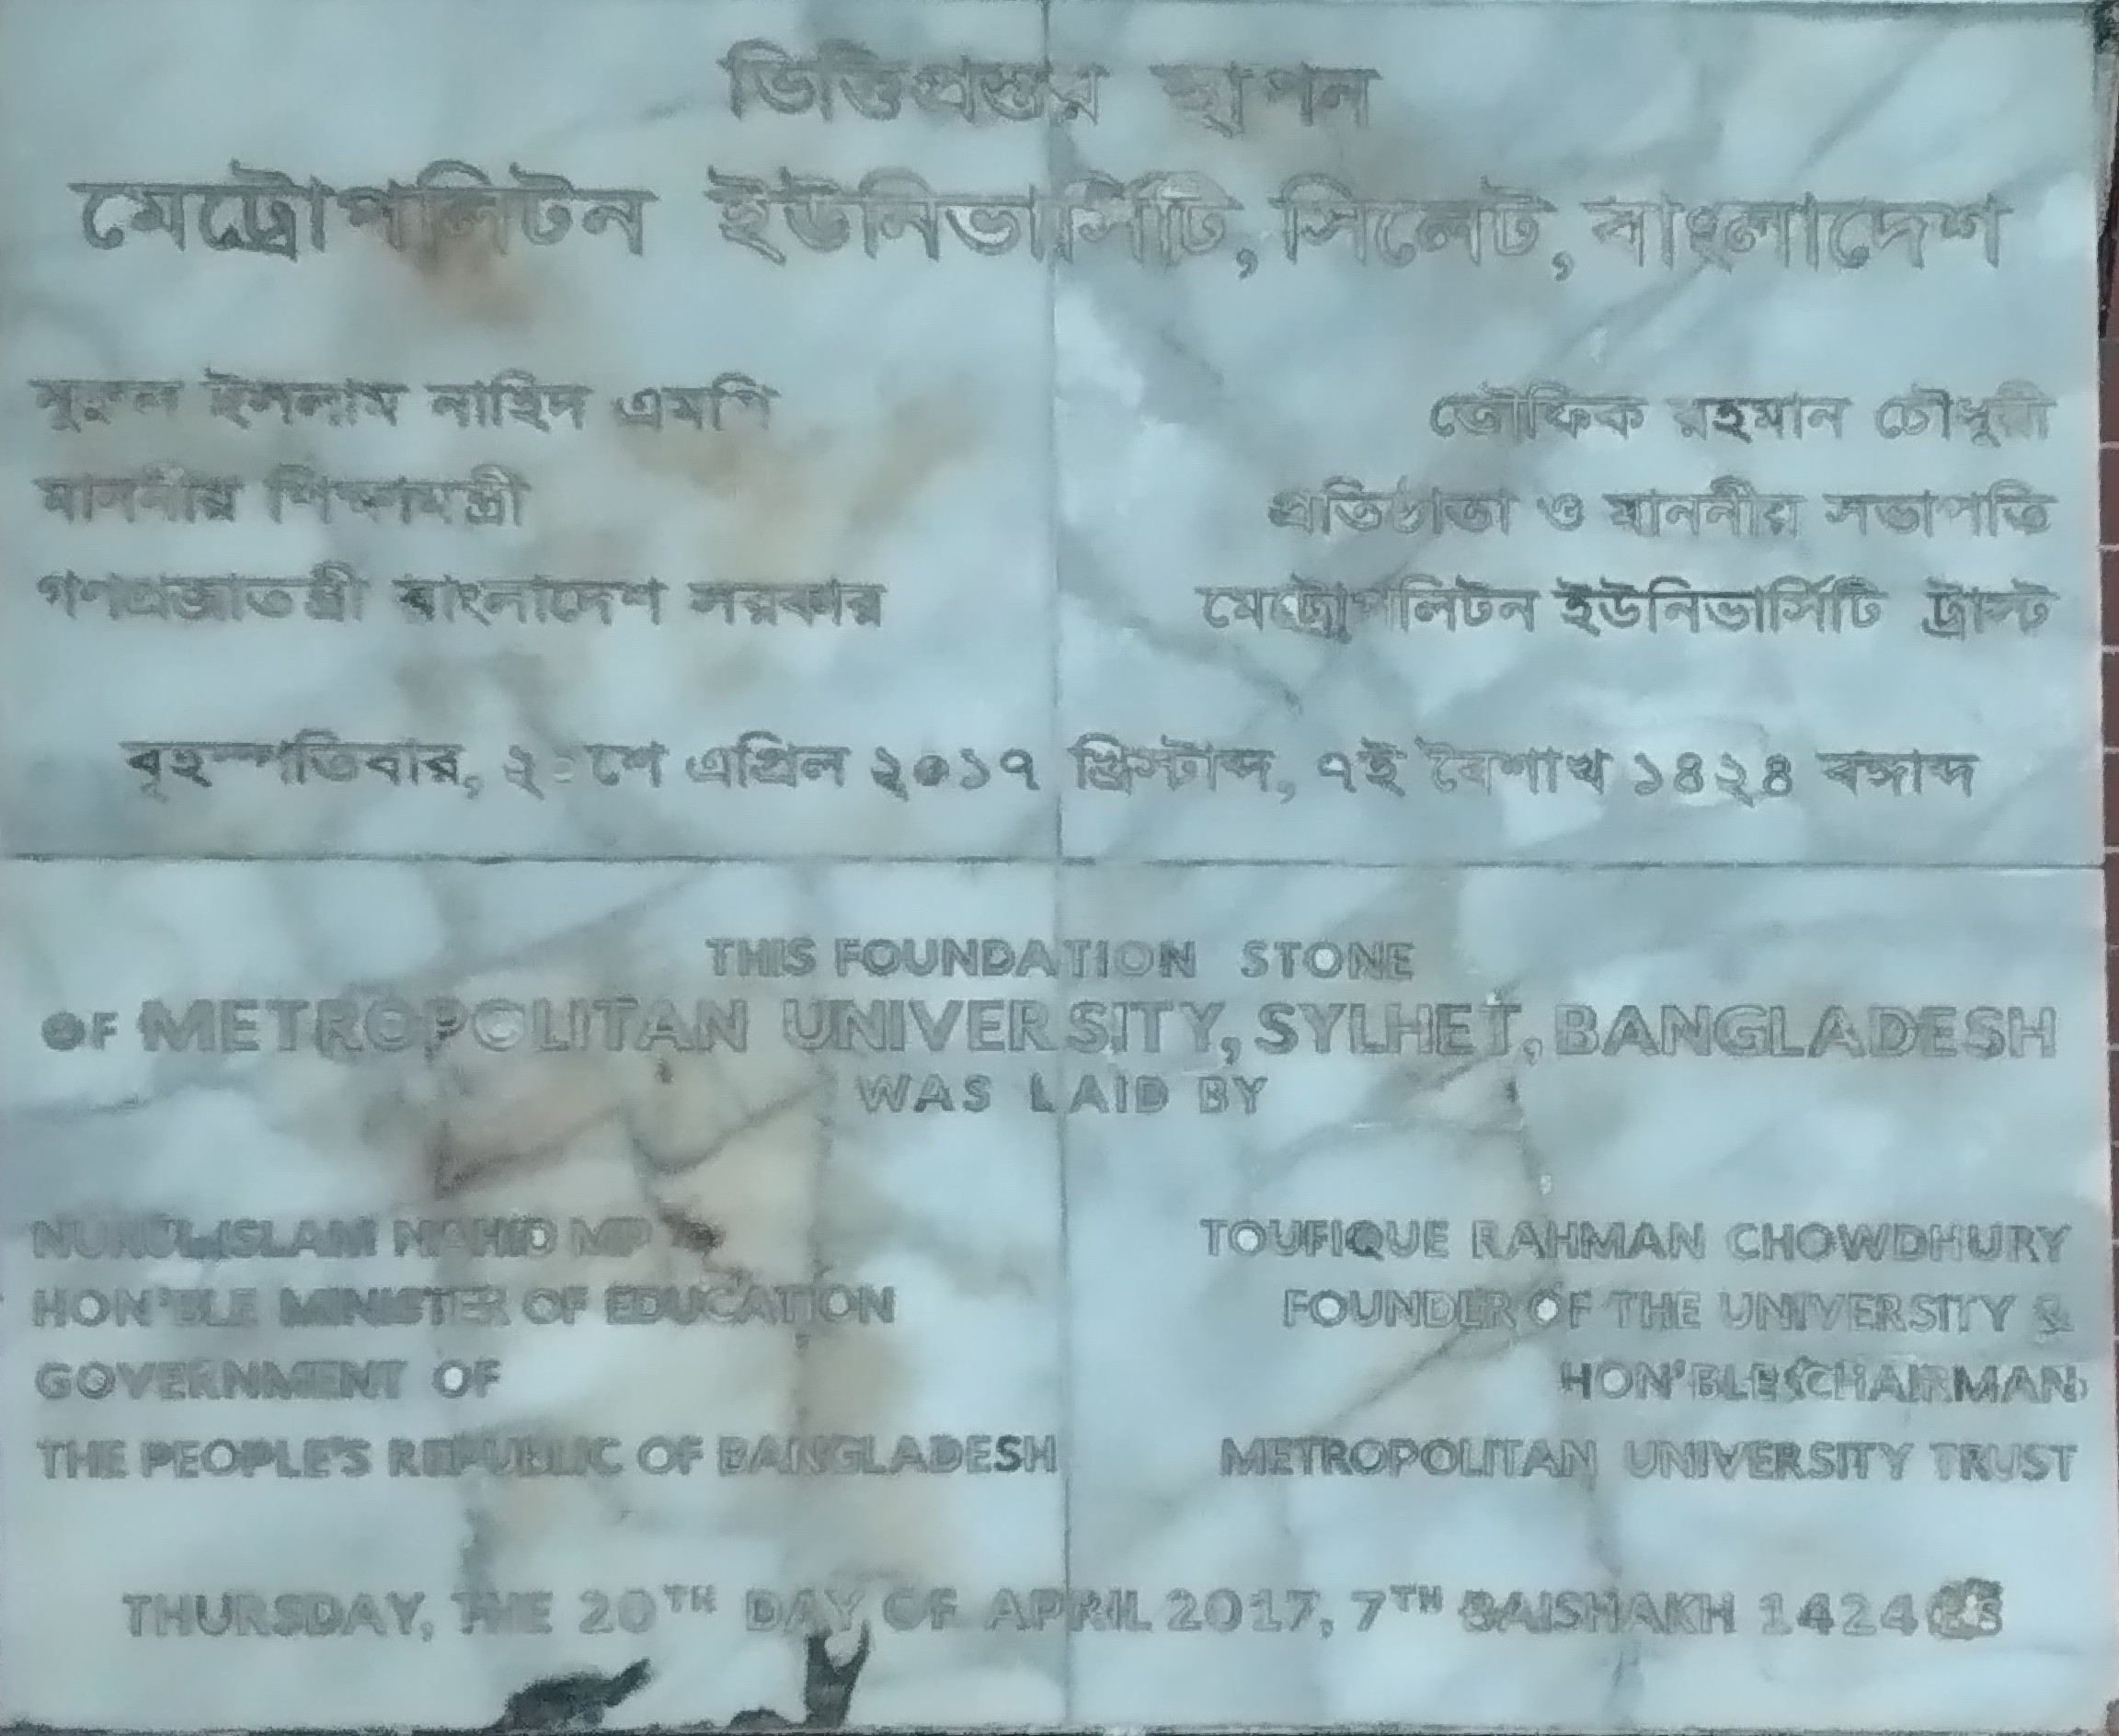 ভিত্তিপ্রস্তর স্থাপন
মেট্রোপলিটন ইউনিভার্সিটি, সিলেট, বাংলাদেশ
নুরুল ইসলাম নাহিদ এমপি
মাননীয় শিক্ষামন্ত্রী
গণপ্রজাতন্ত্রী বাংলাদেশ সরকার
তৌফিক রহমান চৌধুরী
প্রতিষ্ঠাতা ও মাননীয় সভাপতি
মেট্রোপলিটন ইউনিভার্সিটি ট্রাস্ট
বৃহস্পতিবার, ২০শে এপ্রিল ২০১৭ খ্রিস্টাব্দ, ৭ই বৈশাখ ১৪২৪ বঙ্গাব্দ
THIS FOUNDATION STONE
OF METROPOLITAN UNIVERSITY, SYLHET, BANGLADESH
WAS LAID BY
NURUL ISLAM NAHID MP
HON'BLE MINISTER OF EDUCATION
GOVERNMENT OF
THE PEOPLE'S REPUBLIC OF BANGLADESH
TOUFIQUE RAHMAN CHOWDHURY
FOUNDER OF THE UNIVERSITY &
HON'BLE CHAIRMAN
METROPOLITAN UNIVERSITY TRUST
THURSDAY, THE 20TH DAY OF APRIL 2017, 7TH BAISHAKH 1424